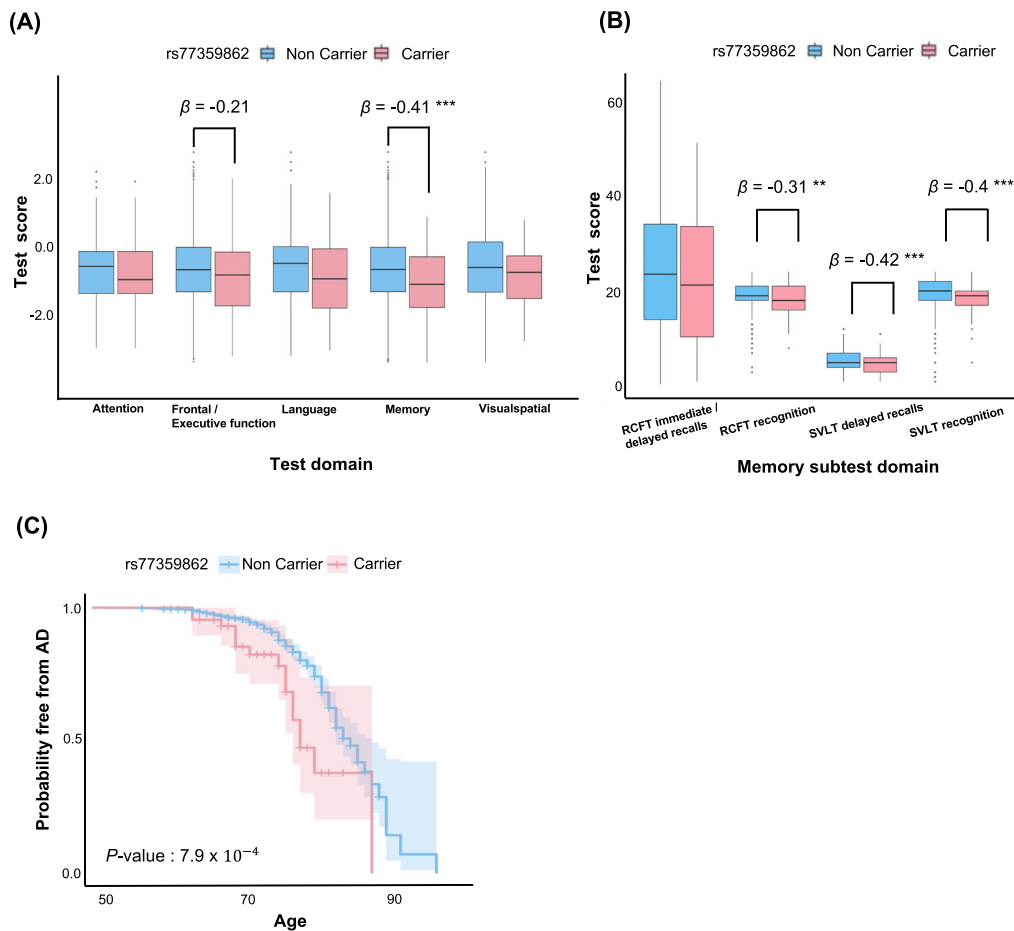 (A)
rs77359862 Non Carrier Carrier
β = -0.21
β = -0.41 ***
Test score
2.0
0.0
-2.0
Attention
Frontal /
Executive function
Language
Memory
Visualspatial
Test domain
(B)
rs77359862 Non Carrier Carrier
Test score
60
40
20
0
β = -0.31 **
β = -0.42 ***
β = -0.4 ***
RCFT immediate /
delayed recalls
RCFT recognition
SVLT delayed recalls
SVLT recognition
Memory subtest domain
(C)
rs77359862 Non Carrier Carrier
Probability free from AD
1.0
0.5
0.0
P-value : 7.9 x 10⁻⁴
50
70
90
Age